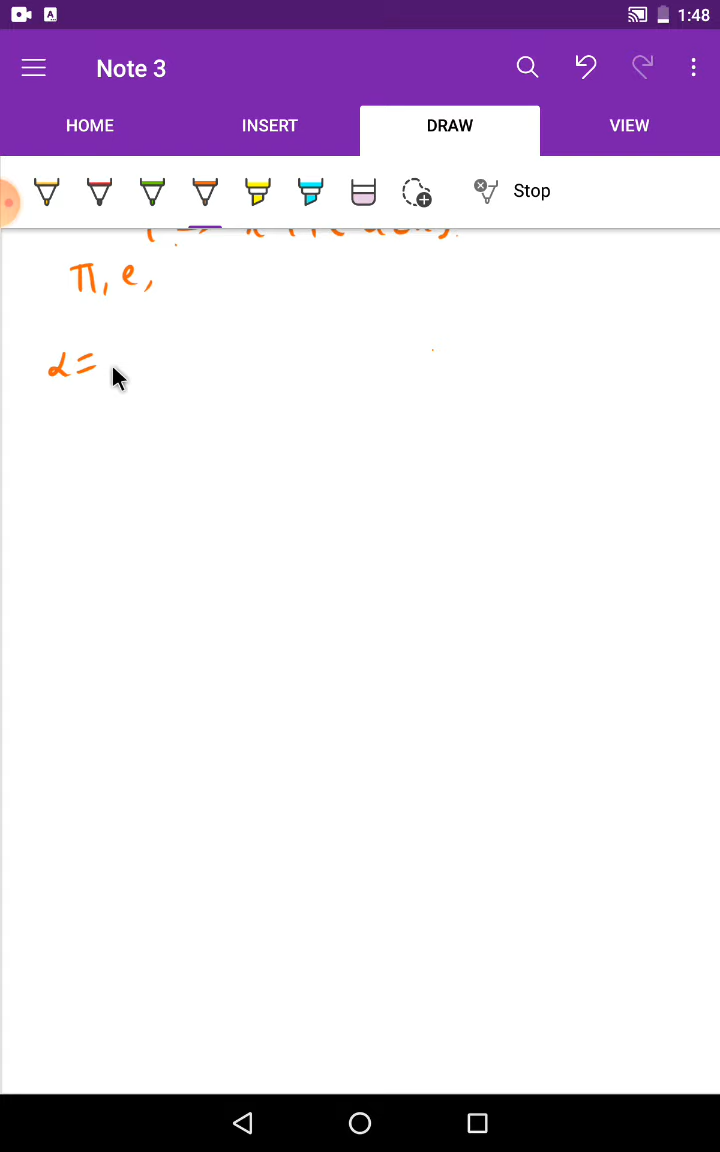 1:48
Note 3
HOME INSERT DRAW VIEW
Stop
π, e,
α =